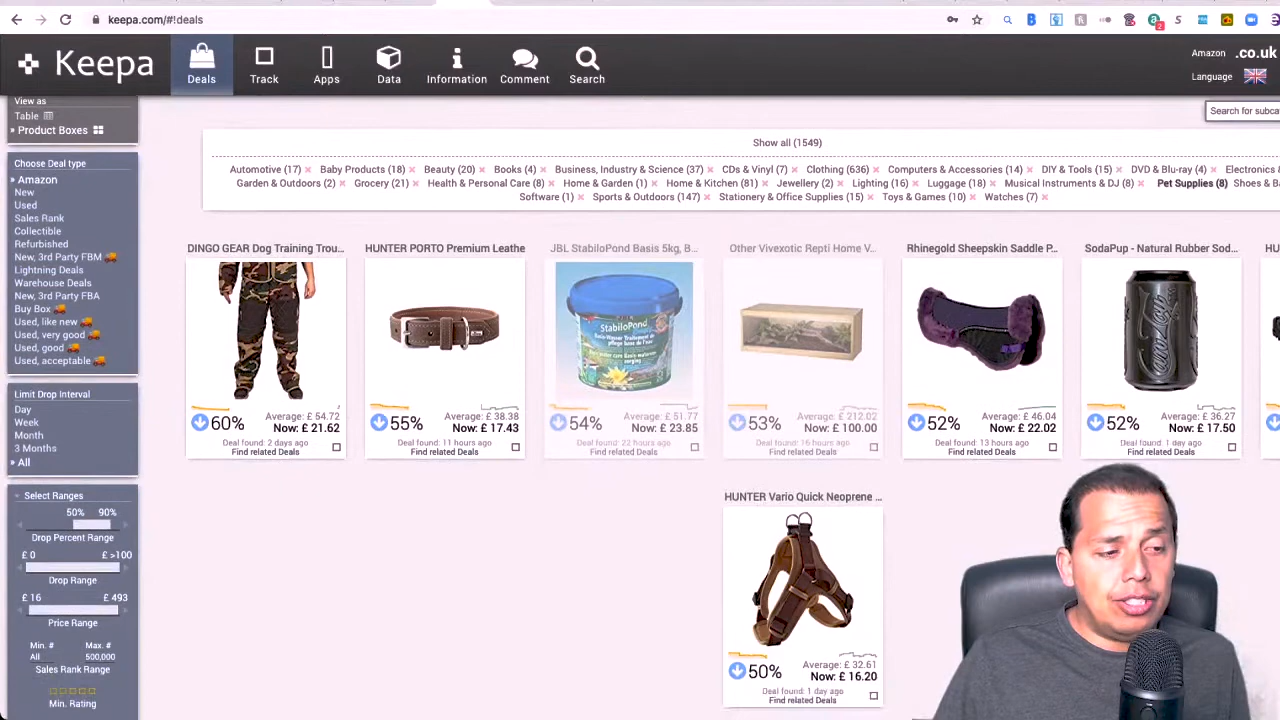 keepa.com/#!deals
2
Keepa
Deals
Track
Apps
Data
Information
Comment
Search
Amazon .co.uk
Language
View as
Table
» Product Boxes
Search for subca
Choose Deal type
» Amazon
New
Used
Sales Rank
Collectible
Refurbished
New, 3rd Party FBM
Lightning Deals
Warehouse Deals
New, 3rd Party FBA
Buy Box
Used, like new
Used, very good
Used, good
Used, acceptable
Limit Drop Interval
Day
Week
Month
3 Months
» All
Select Ranges
50% 90%
Drop Percent Range
£ 0 £ >100
Drop Range
£ 16 £ 493
Price Range
Min. # Max. #
All 500,000
Sales Rank Range
Min. Rating
Show all (1549)
Automotive (17) × Baby Products (18) × Beauty (20) × Books (4) × Business, Industry & Science (37) × CDs & Vinyl (7) × Clothing (636) × Computers & Accessories (14) × DIY & Tools (15) × DVD & Blu-ray (4) × Electronics
Garden & Outdoors (2) × Grocery (21) × Health & Personal Care (8) × Home & Garden (1) × Home & Kitchen (81) × Jewellery (2) × Lighting (16) × Luggage (18) × Musical Instruments & DJ (8) × Pet Supplies (8) Shoes & B
Software (1) × Sports & Outdoors (147) × Stationery & Office Supplies (15) × Toys & Games (10) × Watches (7) ×
DINGO GEAR Dog Training Trou...
60%
Average: £ 54.72
Now: £ 21.62
Deal found: 2 days ago
Find related Deals
HUNTER PORTO Premium Leathe
55%
Average: £ 38.38
Now: £ 17.43
Deal found: 11 hours ago
Find related Deals
JBL StabiloPond Basis 5kg, B...
StabiloPond
54%
Average: £ 51.77
Now: £ 23.85
Deal found: 22 hours ago
Find related Deals
Other Vivexotic Repti Home V...
53%
Average: £ 212.02
Now: £ 100.00
Deal found: 16 hours ago
Find related Deals
Rhinegold Sheepskin Saddle P...
52%
Average: £ 46.04
Now: £ 22.02
Deal found: 13 hours ago
Find related Deals
SodaPup - Natural Rubber Sod...
52%
Average: £ 36.27
Now: £ 17.50
Deal found: 1 day ago
Find related Deals
HU
HUNTER Vario Quick Neoprene ...
50%
Average: £ 32.61
Now: £ 16.20
Deal found: 1 day ago
Find related Deals